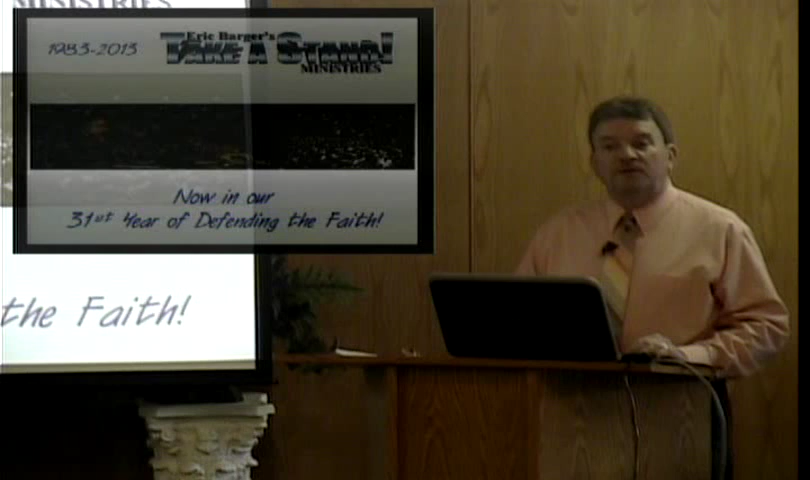 MINISTRIES
1983-2013
Eric Barger's
TAKE A STAND!
MINISTRIES
Now in our
31st Year of Defending the Faith!
the Faith!